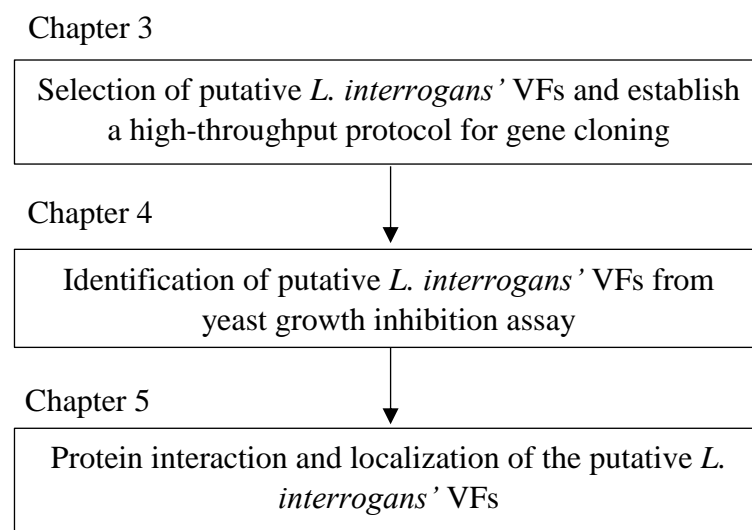 Chapter 3
Selection of putative L. interrogans’ VFs and establish
a high-throughput protocol for gene cloning
Chapter 4
Identification of putative L. interrogans’ VFs from
yeast growth inhibition assay
Chapter 5
Protein interaction and localization of the putative L.
interrogans’ VFs